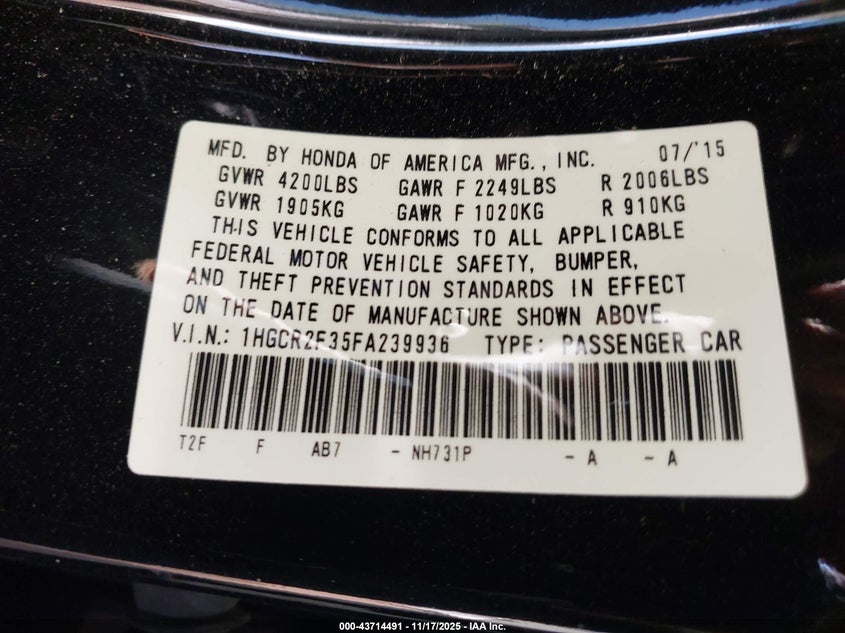 MFD. BY HONDA OF AMERICA MFG., INC. 07/'15
GVWR 4200LBS GAWR F 2249LBS R 2006LBS
GVWR 1905KG GAWR F 1020KG R 910KG
THIS VEHICLE CONFORMS TO ALL APPLICABLE
FEDERAL MOTOR VEHICLE SAFETY, BUMPER,
AND THEFT PREVENTION STANDARDS IN EFFECT
ON THE DATE OF MANUFACTURE SHOWN ABOVE.
V.I.N.: 1HGCR2F35FA239936 TYPE: PASSENGER CAR
T2F F AB7 - NH731P - A - A
000-43714491 - 11/17/2025 - IAA Inc.